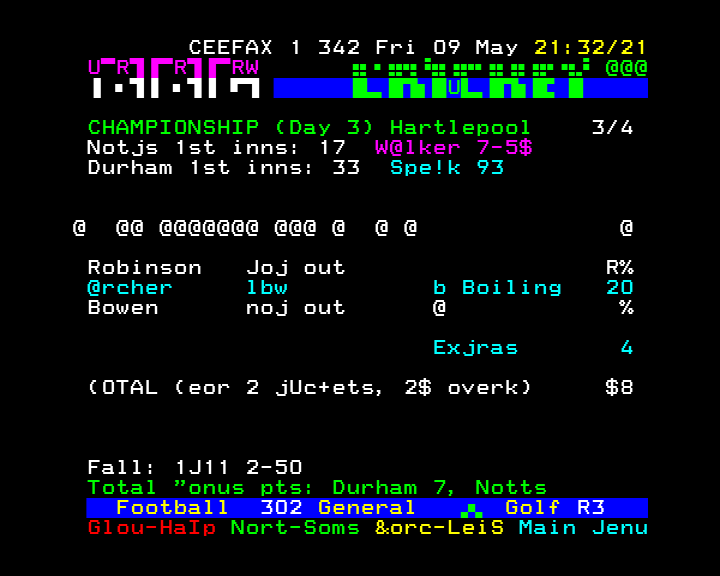 CEEFAX 1 342 Fri 09 May 21:32/21
CRICKET @@@
CHAMPIONSHIP (Day 3) Hartlepool 3/4
Notjs 1st inns: 17 W@lker 7-5$
Durham 1st inns: 33 Spe!k 93
@ @@ @@@@@@@ @@@ @ @ @ @
Robinson Joj out R%
@rcher lbw b Boiling 20
Bowen noj out @ %
Exjras 4
(OTAL (eor 2 jUc+ets, 2$ overk) $8
Fall: 1J11 2-50
Total ”onus pts: Durham 7, Notts
Football 302 General Golf R3
Glou-HaIp Nort-Soms &orc-LeiS Main Jenu